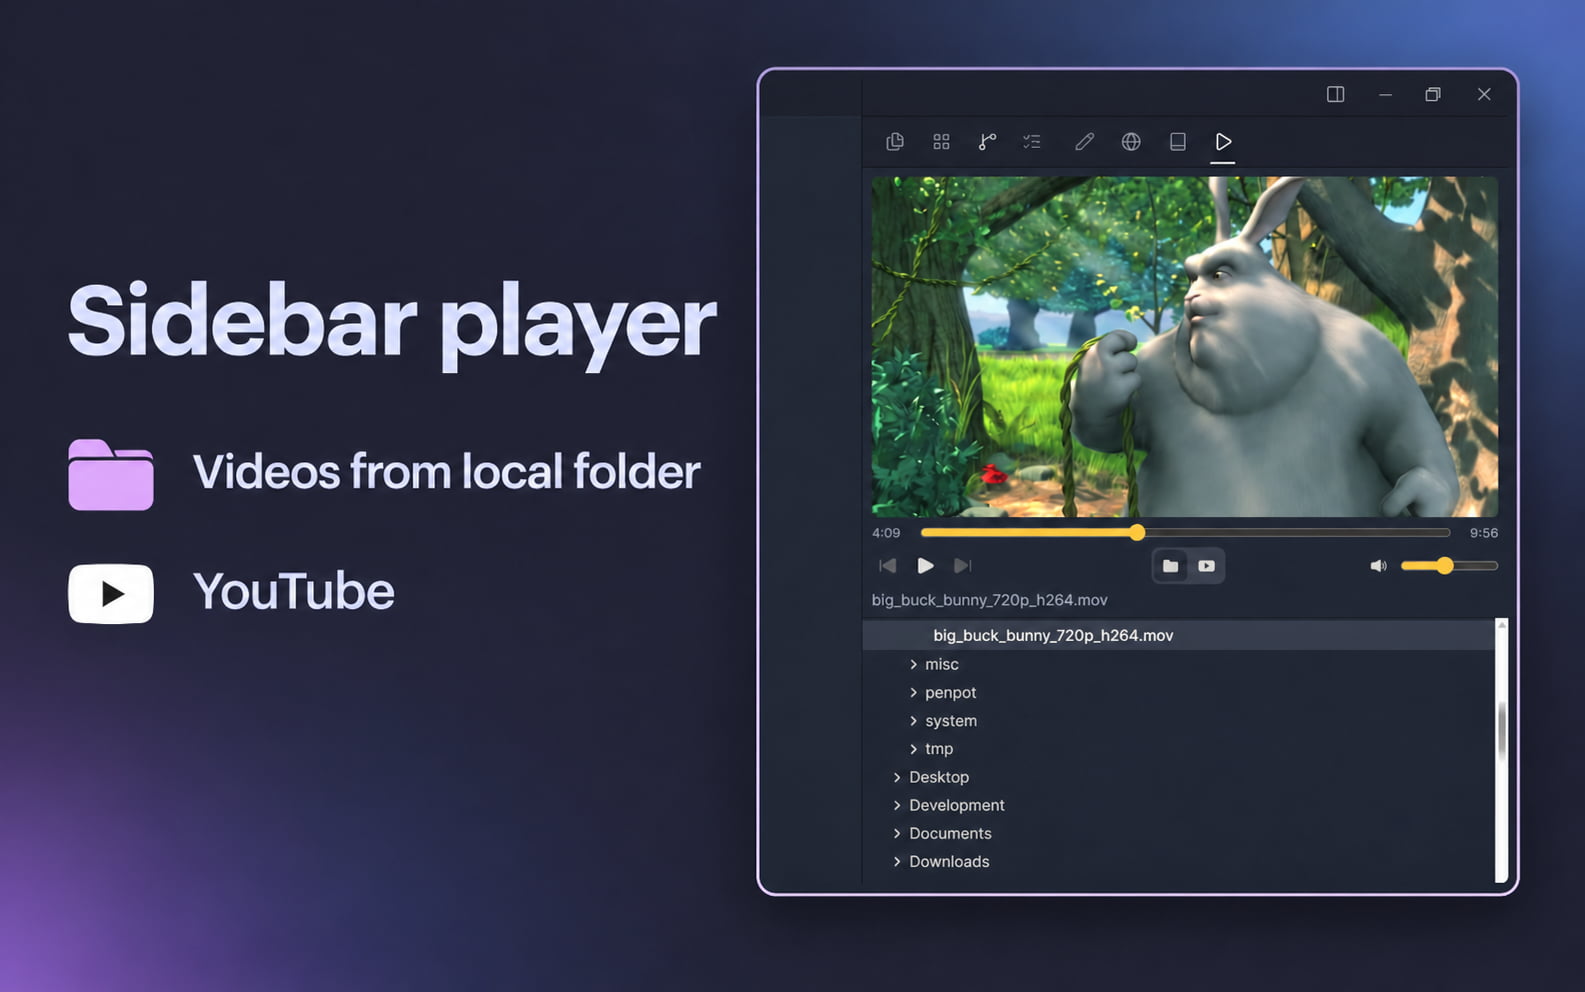 Sidebar player
Videos from local folder
YouTube
4:09
9:56
big_buck_bunny_720p_h264.mov
big_buck_bunny_720p_h264.mov
misc
penpot
system
tmp
Desktop
Development
Documents
Downloads